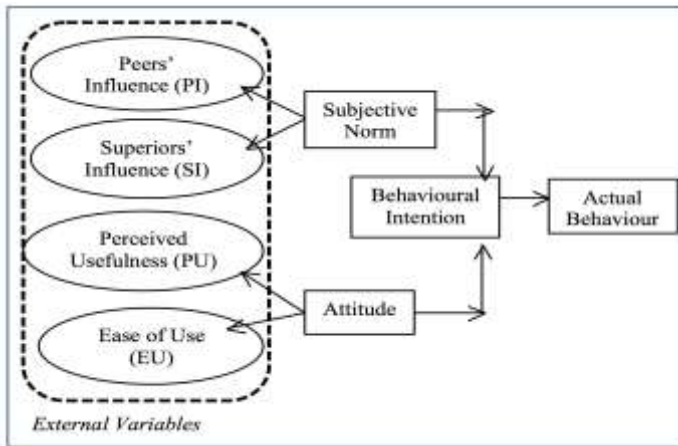 Peers'
Influence (PI)
Superiors'
Influence (SI)
Perceived
Usefulness (PU)
Ease of Use
(EU)
External Variables
Subjective
Norm
Attitude
Behavioural
Intention
Actual
Behaviour